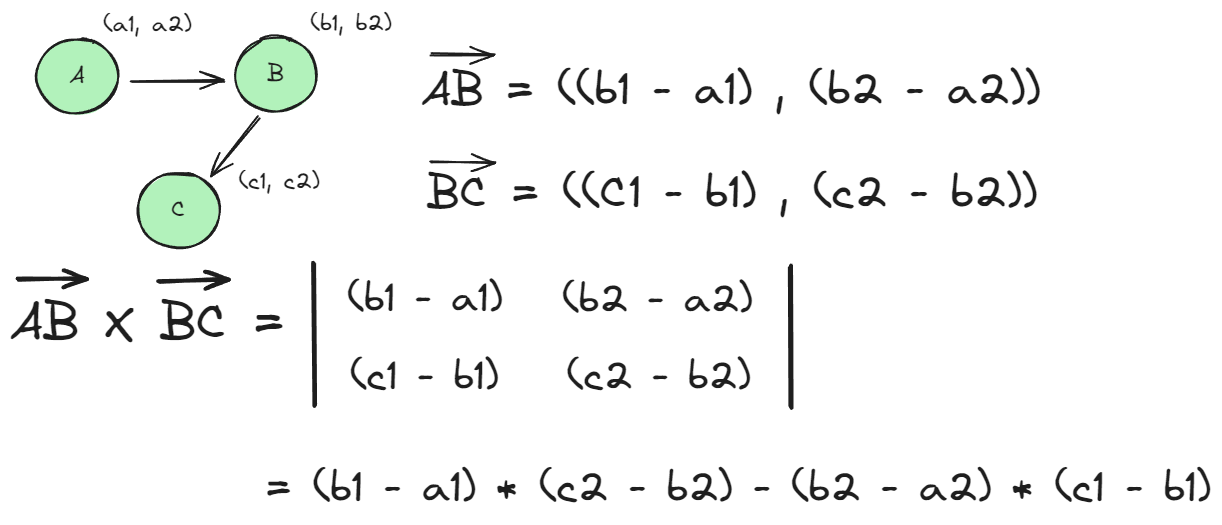 (a1, a2)
(b1, b2)
A
B
(c1, c2)
C
AB = ((b1 - a1) , (b2 - a2))
BC = ((C1 - b1) , (c2 - b2))
AB X BC = | (b1 - a1) (b2 - a2) |
(c1 - b1) (c2 - b2)
= (b1 - a1) * (c2 - b2) - (b2 - a2) * (c1 - b1)